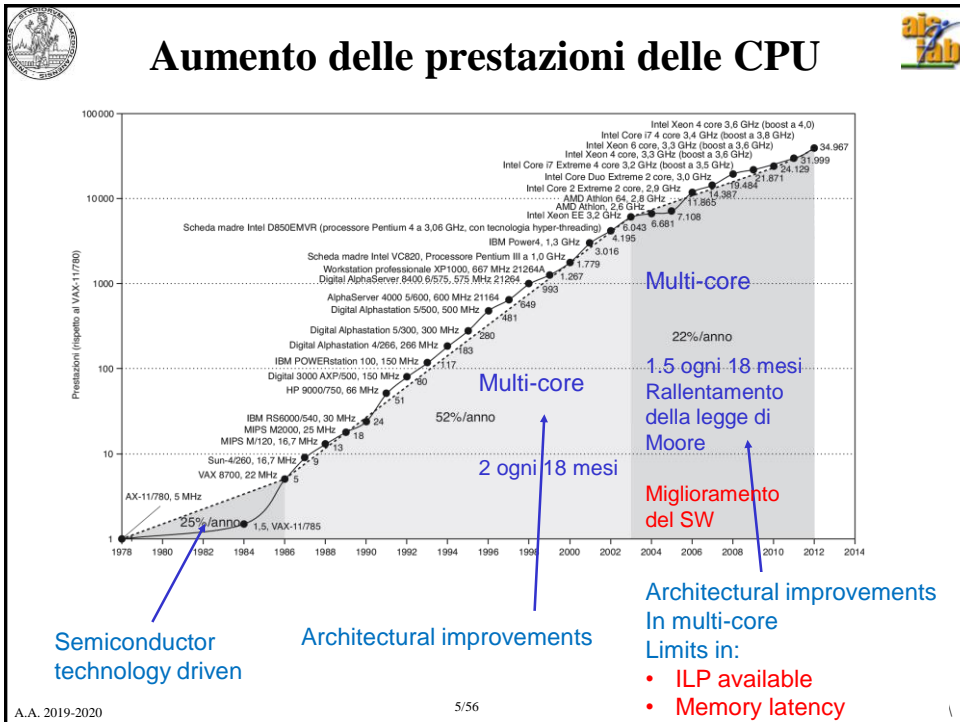 Aumento delle prestazioni delle CPU
ais
lab
100000
10000
1000
100
10
1
Prestazioni (rispetto al VAX-11/780)
Intel Xeon 4 core 3,6 GHz (boost a 4,0)
Intel Core i7 4 core 3,4 GHz (boost a 3,8 GHz)
Intel Xeon 6 core, 3,3 GHz (boost a 3,6 GHz)
Intel Xeon 4 core, 3,3 GHz (boost a 3,6 GHz)
Intel Core i7 Extreme 4 core 3,2 GHz (boost a 3,5 GHz)
Intel Core Duo Extreme 2 core, 3,0 GHz
Intel Core 2 Extreme 2 core, 2,9 GHz
AMD Athlon 64, 2,8 GHz
AMD Athlon, 2,6 GHz
Intel Xeon EE 3,2 GHz
Scheda madre Intel D850EMVR (processore Pentium 4 a 3,06 GHz, con tecnologia hyper-threading)
IBM Power4, 1,3 GHz
Scheda madre Intel VC820, Processore Pentium III a 1,0 GHz
Workstation professionale XP1000, 667 MHz 21264A
Digital AlphaServer 8400 6/575, 575 MHz 21264
AlphaServer 4000 5/600, 600 MHz 21164
Digital Alphastation 5/500, 500 MHz
Digital Alphastation 5/300, 300 MHz
Digital Alphastation 4/266, 266 MHz
IBM POWERstation 100, 150 MHz
Digital 3000 AXP/500, 150 MHz
HP 9000/750, 66 MHz
IBM RS6000/540, 30 MHz
MIPS M2000, 25 MHz
MIPS M/120, 16,7 MHz
Sun-4/260, 16,7 MHz
VAX 8700, 22 MHz
AX-11/780, 5 MHz
1,5, VAX-11/785
5
9
13
18
24
51
80
117
183
280
481
649
993
1.267
1.779
3.016
4.195
6.043
6.681
7.108
11.865
14.387
19.484
21.871
24.129
31.999
34.967
25%/anno
52%/anno
22%/anno
Multi-core
2 ogni 18 mesi
Multi-core
1.5 ogni 18 mesi
Rallentamento
della legge di
Moore
Miglioramento
del SW
1978
1980
1982
1984
1986
1988
1990
1992
1994
1996
1998
2000
2002
2004
2006
2008
2010
2012
2014
Semiconductor
technology driven
Architectural improvements
Architectural improvements
In multi-core
Limits in:
• ILP available
• Memory latency
A.A. 2019-2020
5/56
\